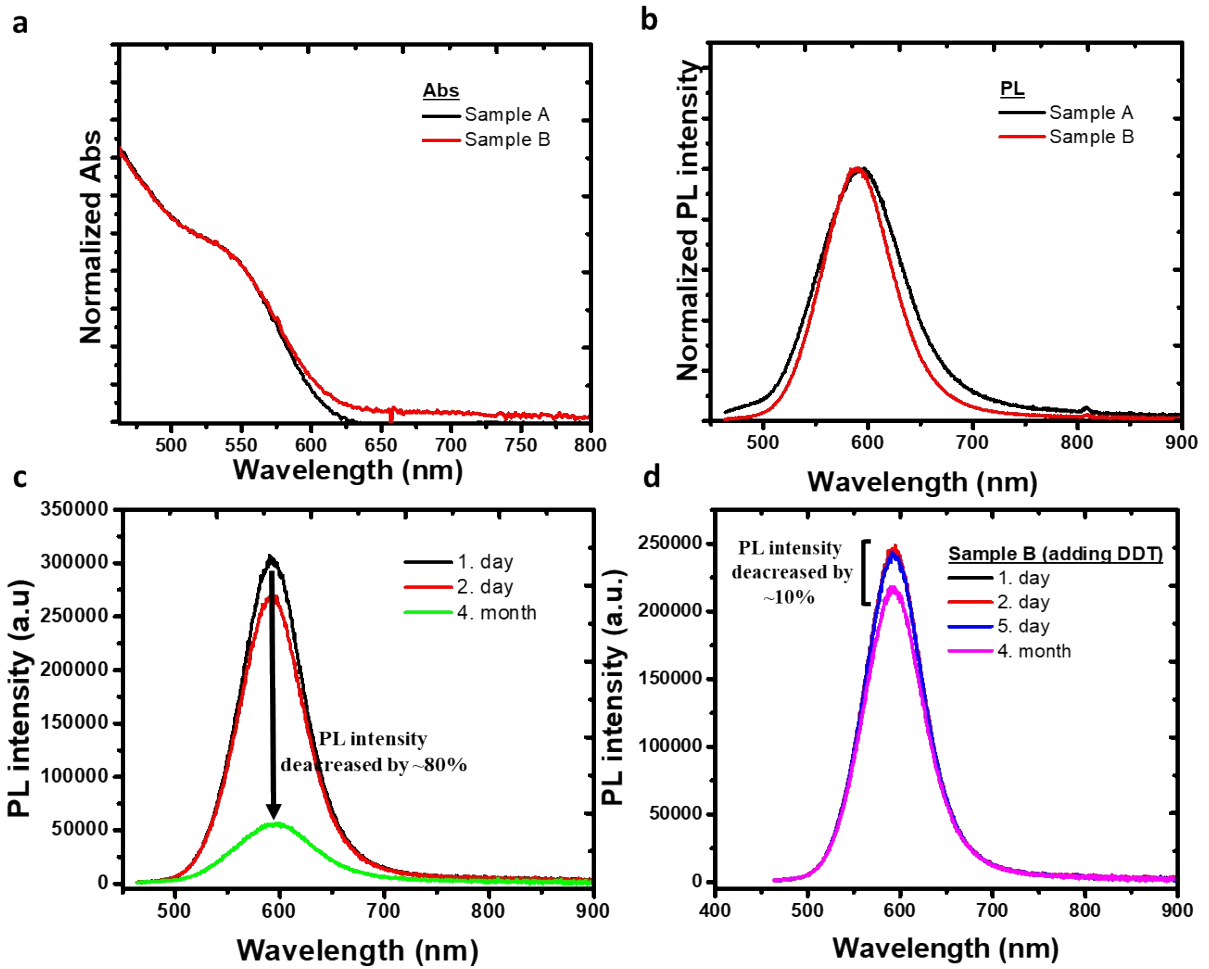 a
Normalized Abs
Abs
Sample A
Sample B
500 550 600 650 700 750 800
Wavelength (nm)
b
Normalized PL intensity
PL
Sample A
Sample B
500 600 700 800 900
Wavelength (nm)
c
PL intensity (a.u)
350000
300000
250000
200000
150000
100000
50000
0
1. day
2. day
4. month
PL intensity
deacreased by ~80%
500 600 700 800 900
Wavelength (nm)
d
PL intensity (a.u)
250000
200000
150000
100000
50000
0
PL intensity
deacreased by
~10%
Sample B (adding DDT)
1. day
2. day
5. day
4. month
400 500 600 700 800 900
Wavelength (nm)